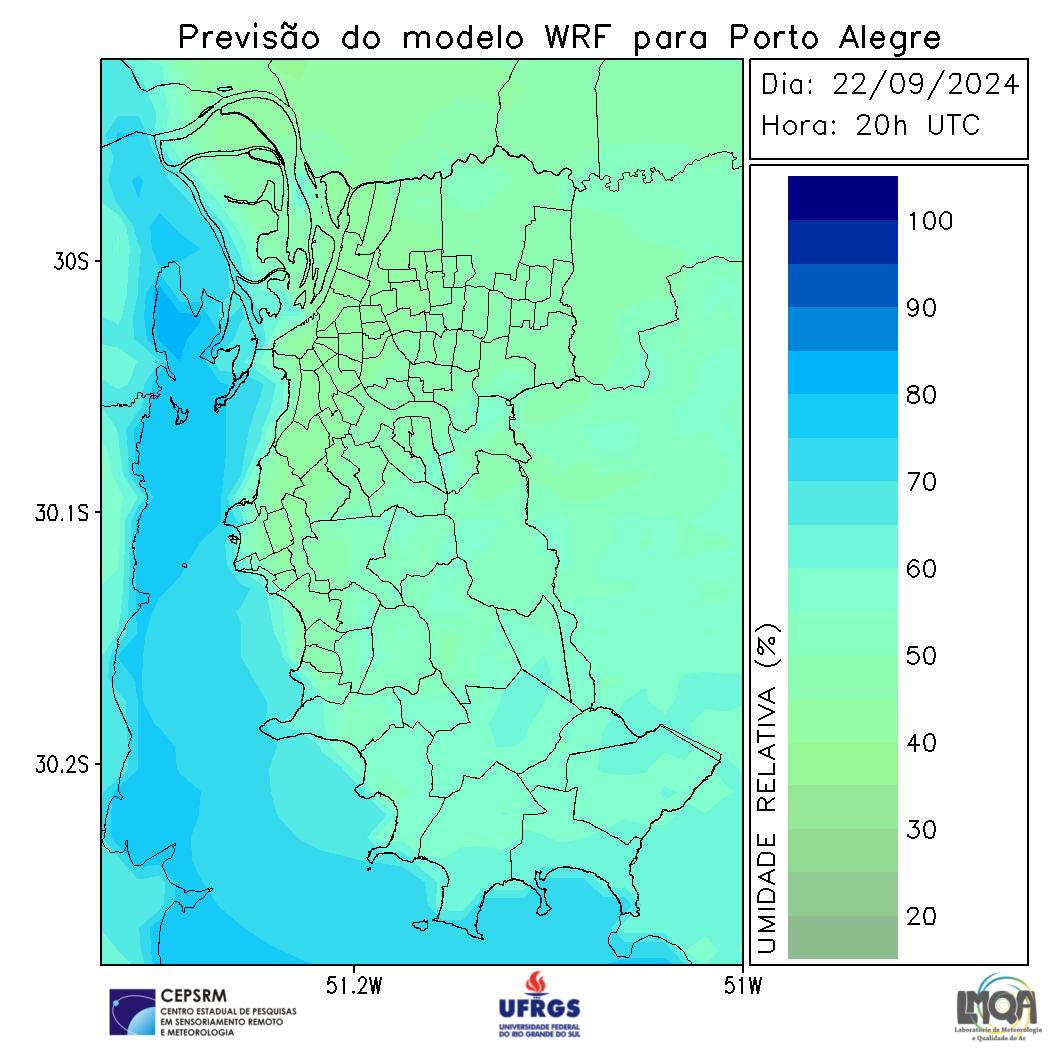 Previsão do modelo WRF para Porto Alegre
Dia: 22/09/2024
Hora: 20h UTC
30S
30.1S
30.2S
51.2W
51W
100
90
80
70
60
50
40
30
20
UMIDADE RELATIVA (%)
CEPSRM
CENTRO ESTADUAL DE PESQUISAS
EM SENSORIAMENTO REMOTO
E METEOROLOGIA
UFRGS
UNIVERSIDADE FEDERAL
DO RIO GRANDE DO SUL
LMQA
Laboratório de Meteorologia
e Qualidade do Ar